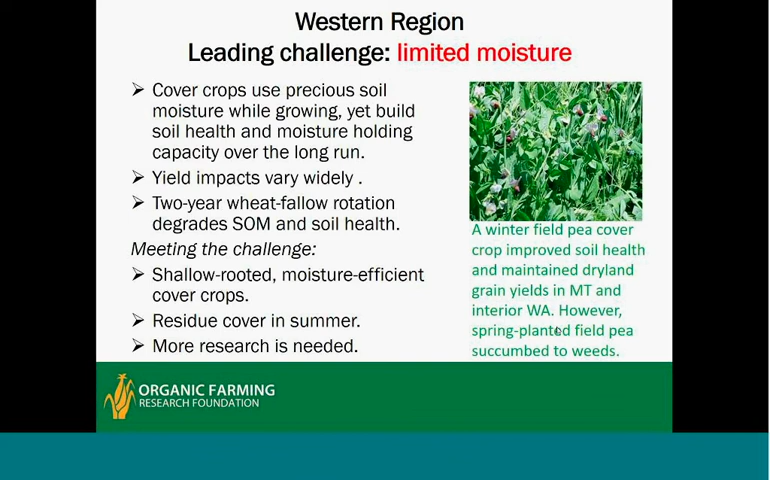 Western Region
Leading challenge: limited moisture
➢ Cover crops use precious soil
moisture while growing, yet build
soil health and moisture holding
capacity over the long run.
➢ Yield impacts vary widely .
➢ Two-year wheat-fallow rotation
degrades SOM and soil health.
Meeting the challenge:
➢ Shallow-rooted, moisture-efficient
cover crops.
➢ Residue cover in summer.
➢ More research is needed.
A winter field pea cover
crop improved soil health
and maintained dryland
grain yields in MT and
interior WA. However,
spring-planted field pea
succumbed to weeds.
ORGANIC FARMING
RESEARCH FOUNDATION